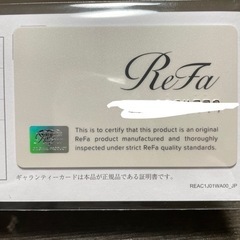 ReFa
This is to certify that this product is an original
ReFa product manufactured and thoroughly
inspected under strict ReFa quality standards.
ギャランティーカードは本品が正規品である証明書です。
REAC1J01WA00_JP